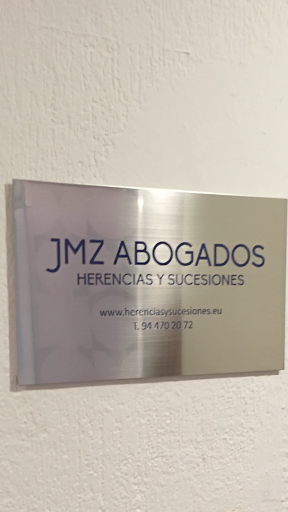 JMZ ABOGADOS
HERENCIAS Y SUCESIONES
www.herenciasysucesiones.eu
t. 94 470 20 72